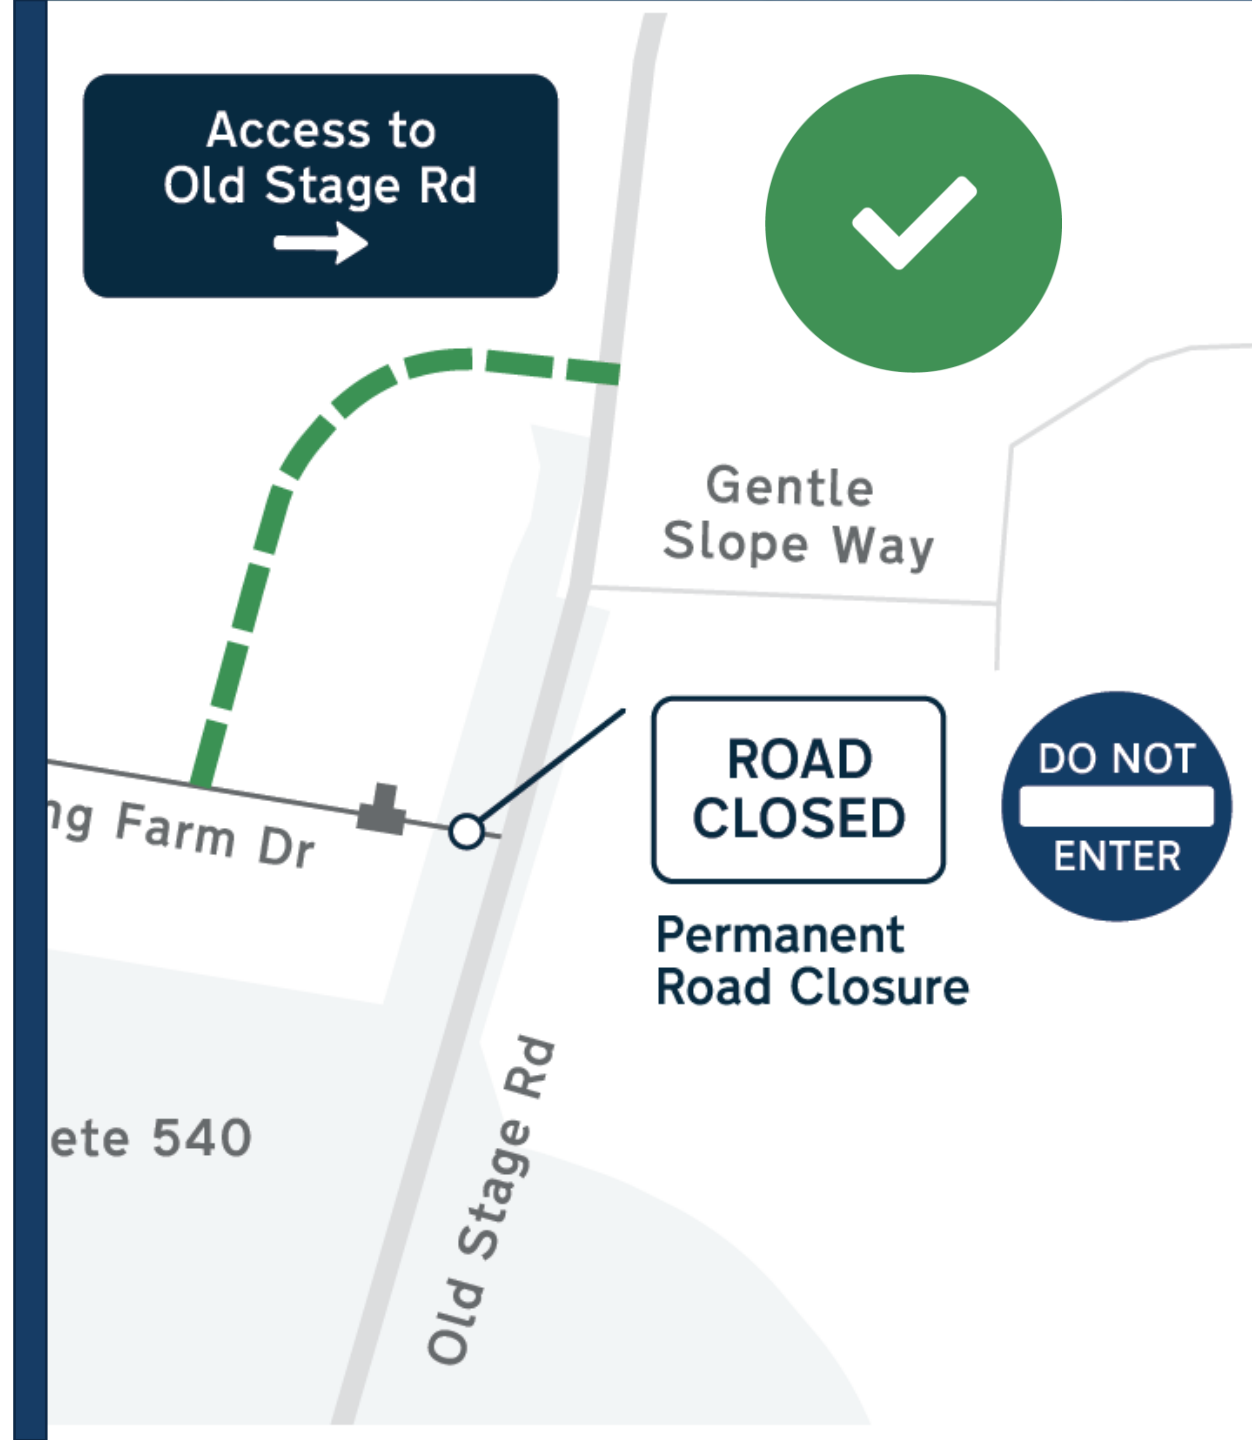 Access to
Old Stage Rd
Gentle
Slope Way
ROAD
CLOSED
DO NOT
ENTER
Permanent
Road Closure
ng Farm Dr
Old Stage Rd
ete 540